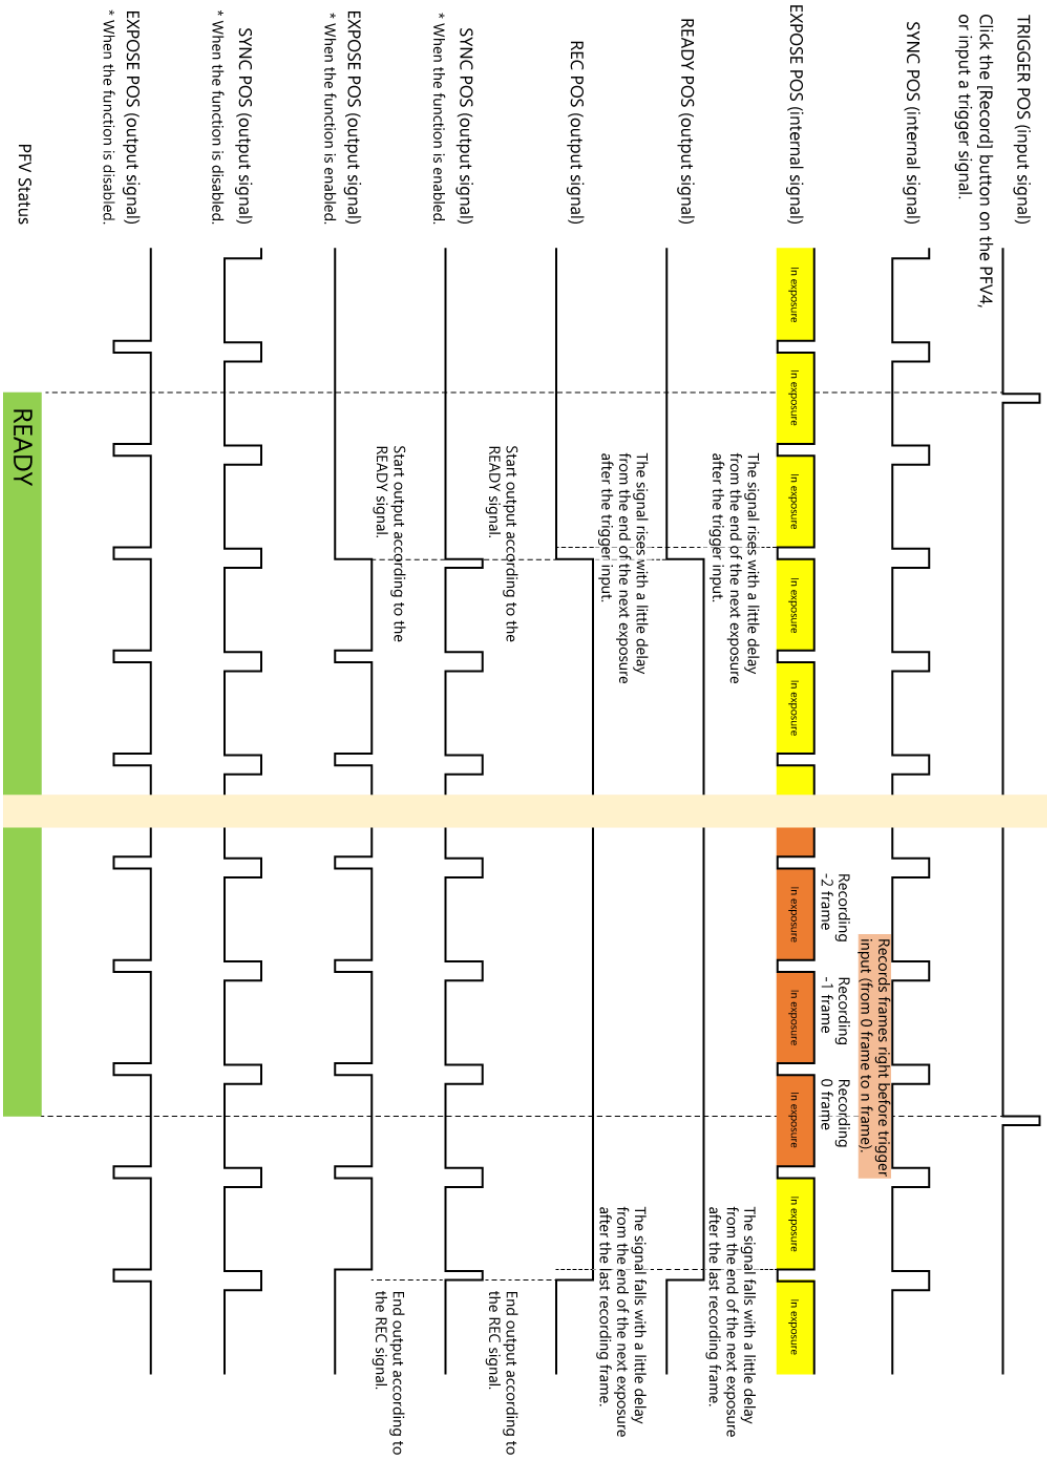 TRIGGER POS (input signal)
Click the [Record] button on the PFV4,
or input a trigger signal.
SYNC POS (internal signal)
Records frames right before trigger
input (from 0 frame to n frame).
Recording
-2 frame
Recording
-1 frame
Recording
0 frame
EXPOSE POS (internal signal)
In exposure
In exposure
In exposure
In exposure
In exposure
In exposure
In exposure
In exposure
In exposure
In exposure
READY POS (output signal)
The signal rises with a little delay
from the end of the next exposure
after the trigger input.
The signal falls with a little delay
from the end of the next exposure
after the last recording frame.
REC POS (output signal)
The signal rises with a little delay
from the end of the next exposure
after the trigger input.
The signal falls with a little delay
from the end of the next exposure
after the last recording frame.
SYNC POS (output signal)
* When the function is enabled.
Start output according to the
READY signal.
End output according to
the REC signal.
EXPOSE POS (output signal)
* When the function is enabled.
Start output according to the
READY signal.
End output according to
the REC signal.
SYNC POS (output signal)
* When the function is disabled.
EXPOSE POS (output signal)
* When the function is disabled.
PFV Status
READY